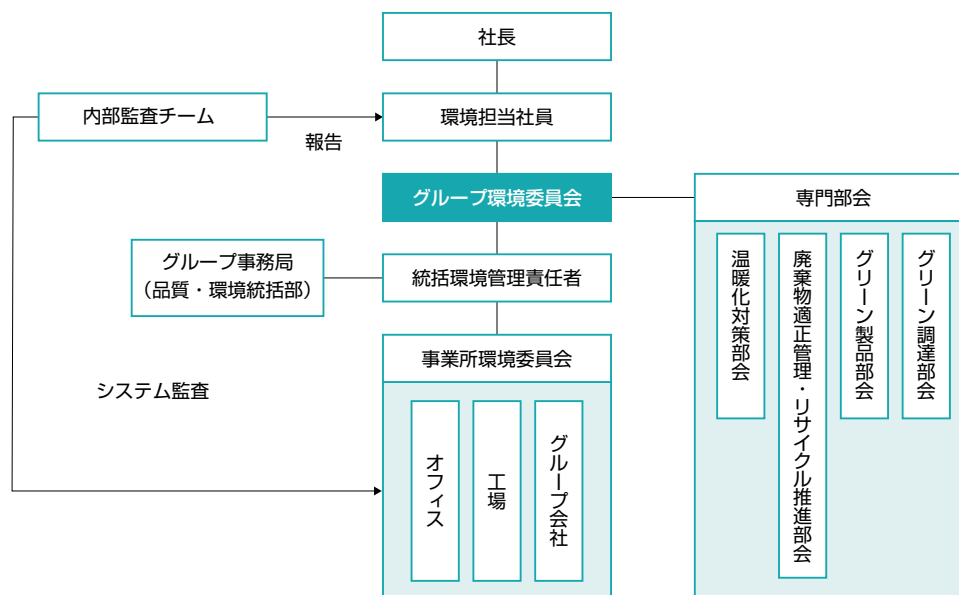 社長
内部監査チーム
報告
環境担当社員
グループ環境委員会
専門部会
グループ事務局
（品質・環境統括部）
統括環境管理責任者
温暖化対策部会
廃棄物適正管理・リサイクル推進部会
グリーン製品部会
グリーン調達部会
事業所環境委員会
システム監査
オフィス
工場
グループ会社